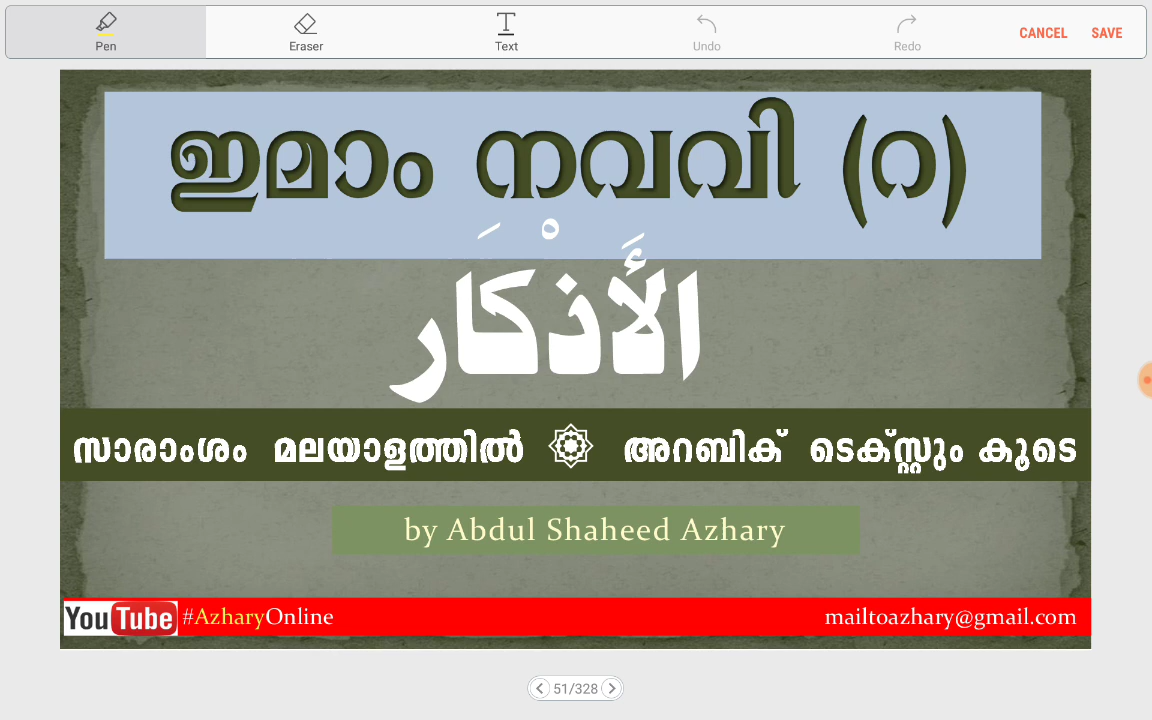 Pen Eraser Text Undo Redo CANCEL SAVE
ഇമാം നവവി (റ)
الْأَذْكَار
സാരാംശം മലയാളത്തിൽ അറബിക് ടെക്സ്റ്റും കൂടെ
by Abdul Shaheed Azhary
YouTube #AzharyOnline mailtoazhary@gmail.com
51/328